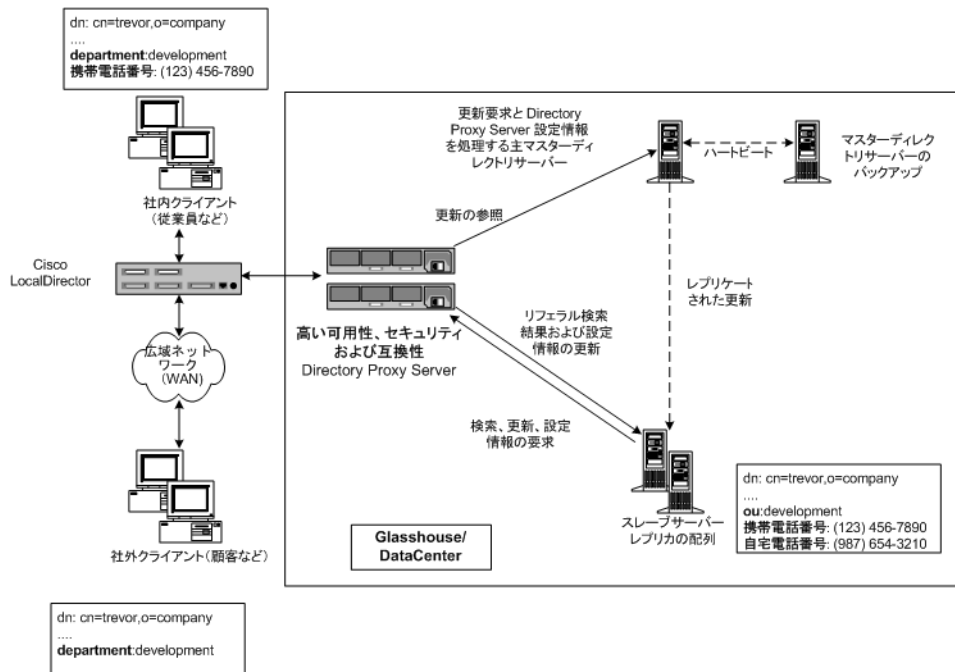 dn: cn=trevor,o=company
....
department:development
携帯電話番号: (123) 456-7890
社内クライアント
(従業員など)
Cisco
LocalDirector
広域ネット
ワーク
(WAN)
社外クライアント(顧客など)
dn: cn=trevor,o=company
....
department:development
更新要求と Directory
Proxy Server 設定情報
を処理する主マスターディ
レクトリサーバー
ハートビート
マスターディレク
トリサーバーの
バックアップ
更新の参照
高い可用性、セキュリティ
および互換性
Directory Proxy Server
リフェラル検索
結果および設定
情報の更新
レプリケート
された更新
検索、更新、設定
情報の要求
スレーブサーバー
レプリカの配列
Glasshouse/
DataCenter
dn: cn=trevor,o=company
....
ou:development
携帯電話番号: (123) 456-7890
自宅電話番号: (987) 654-3210